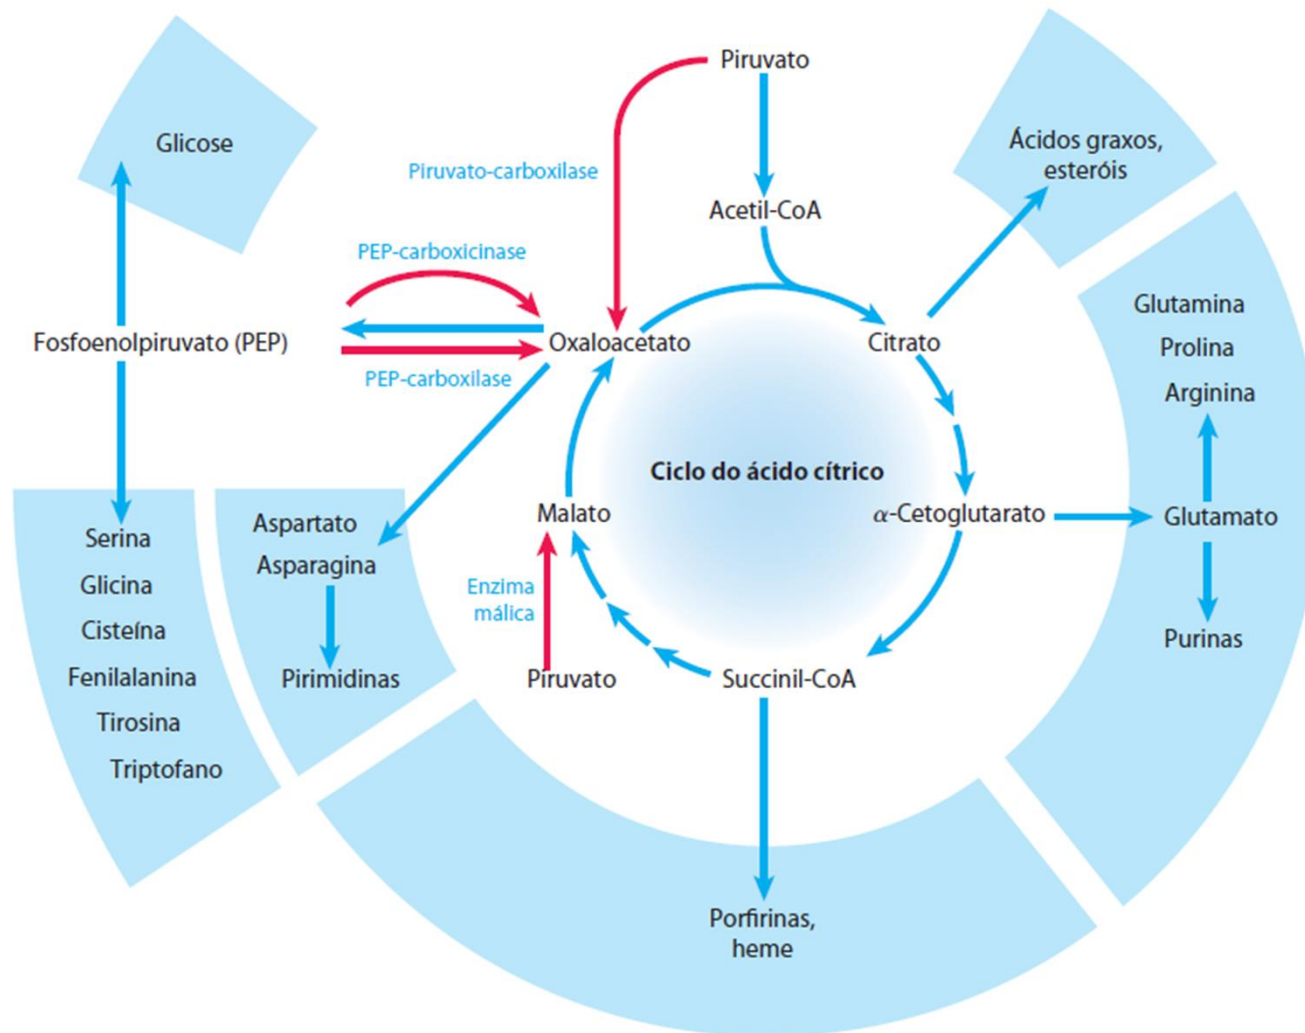 Piruvato
Glicose
Ácidos graxos,
esteróis
Piruvato-carboxilase
Acetil-CoA
PEP-carboxicinase
Glutamina
Fosfoenolpiruvato (PEP)
Oxaloacetato
Citrato
Prolina
PEP-carboxilase
Arginina
Ciclo do ácido cítrico
Malato
α-Cetoglutarato
Glutamato
Aspartato
Asparagina
Serina
Glicina
Cisteína
Fenilalanina
Tirosina
Triptofano
Enzima
málica
Purinas
Pirimidinas
Piruvato
Succinil-CoA
Porfirinas,
heme